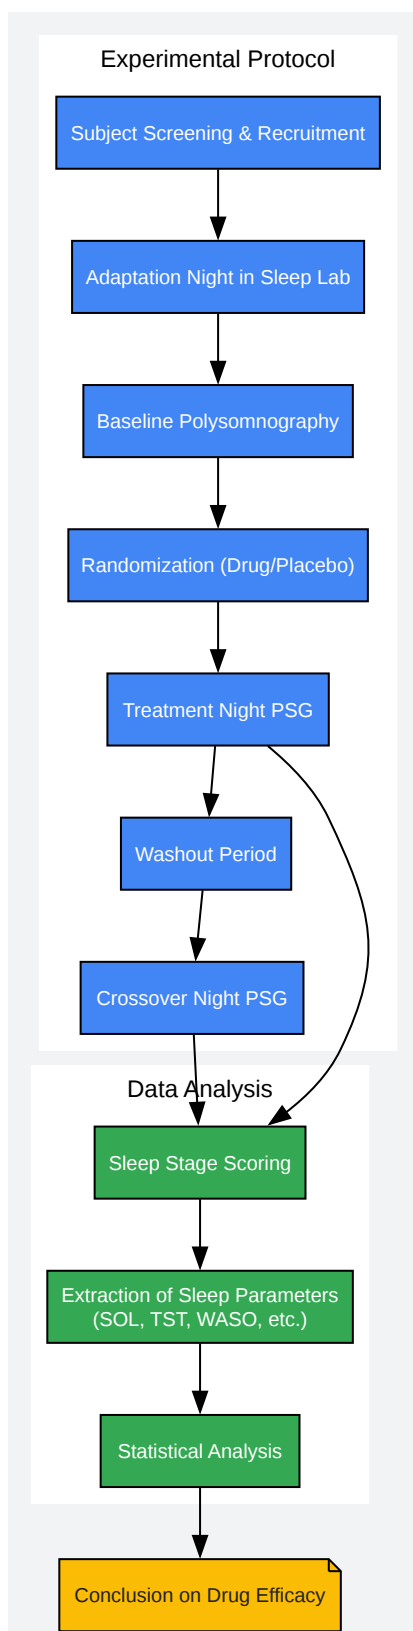 Experimental Protocol
Subject Screening & Recruitment
Adaptation Night in Sleep Lab
Baseline Polysomnography
Randomization (Drug/Placebo)
Treatment Night PSG
Washout Period
Crossover Night PSG
Data Analysis
Sleep Stage Scoring
Extraction of Sleep Parameters
(SOL, TST, WASO, etc.)
Statistical Analysis
Conclusion on Drug Efficacy